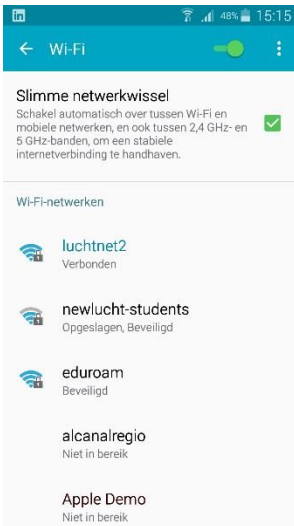 in
48% 15:15
Wi-Fi
Slimme netwerkwissel
Schakel automatisch over tussen Wi-Fi en
mobiele netwerken, en ook tussen 2,4 GHz- en
5 GHz-banden, om een stabiele
internetverbinding te handhaven.
Wi-Fi-netwerken
luchtnet2
Verbonden
newlucht-students
Opgeslagen, Beveiligd
eduroam
Beveiligd
alcanalregio
Niet in bereik
Apple Demo
Niet in bereik